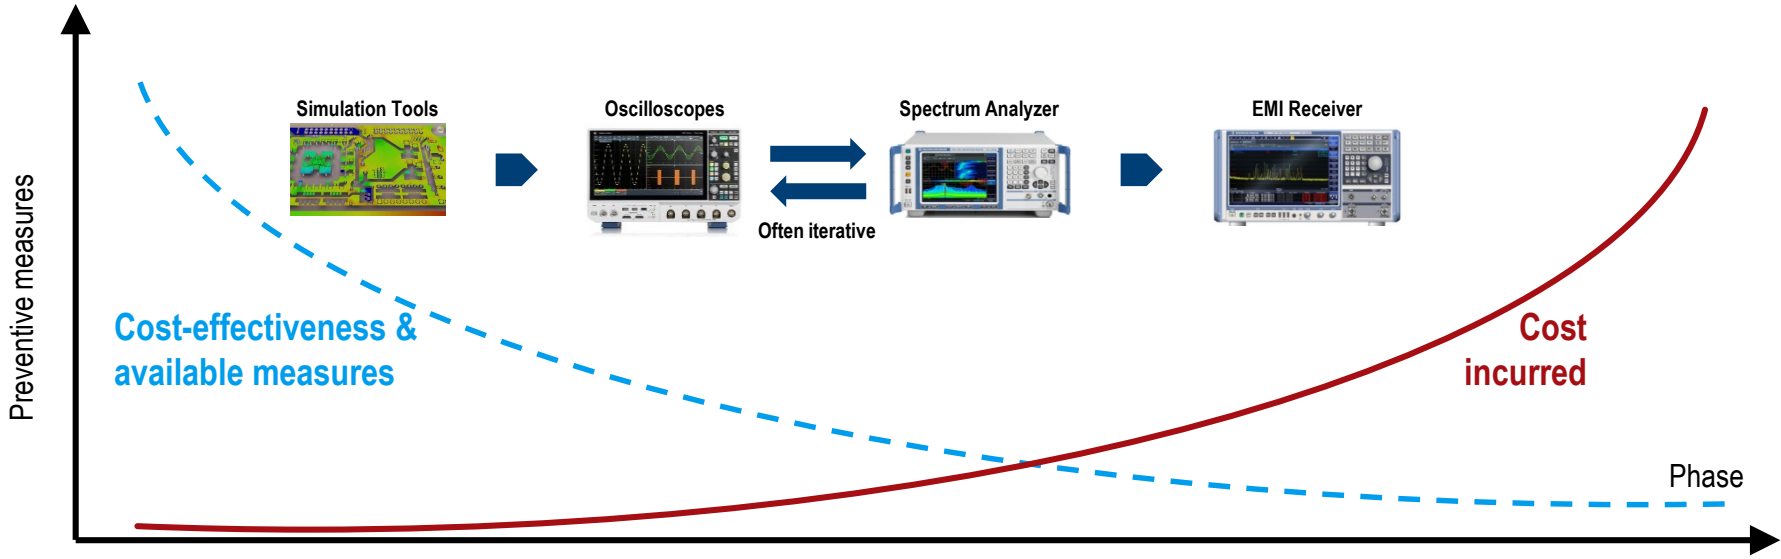 Simulation Tools
Oscilloscopes
Spectrum Analyzer
EMI Receiver
Often iterative
Preventive measures
Cost-effectiveness &
available measures
Cost
incurred
Phase